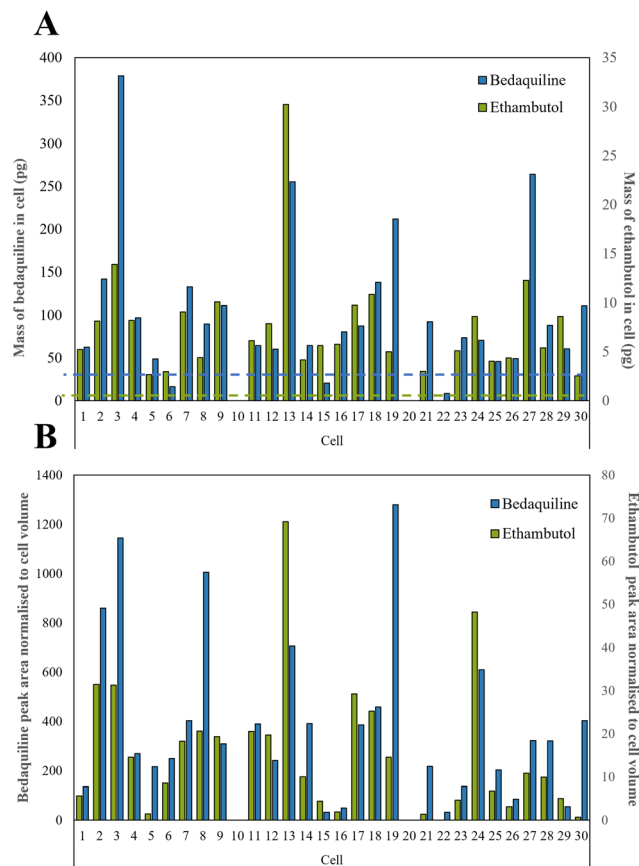 A
Mass of bedaquiline in cell (pg)
400
350
300
250
200
150
100
50
0
Bedaquiline
Ethambutol
35
30
25
20
15
10
5
0
Mass of ethambutol in cell (pg)
1 2 3 4 5 6 7 8 9 10 11 12 13 14 15 16 17 18 19 20 21 22 23 24 25 26 27 28 29 30
Cell
B
Bedaquiline peak area normalised to cell volume
1400
1200
1000
800
600
400
200
0
Bedaquiline
Ethambutol
80
70
60
50
40
30
20
10
0
Ethambutol peak area normalised to cell volume
1 2 3 4 5 6 7 8 9 10 11 12 13 14 15 16 17 18 19 20 21 22 23 24 25 26 27 28 29 30
Cell